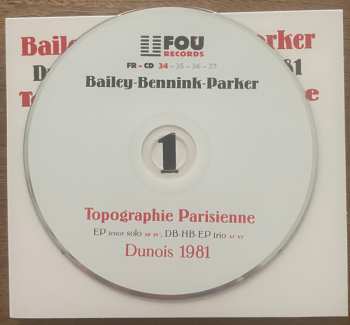 FOU
RECORDS
FR - CD 34 - 35 - 36 - 37
Bailey-Bennink-Parker
Bailey
Parker
1981
1
Topographie Parisienne
EP tenor solo, DB-HB-EP trio
Dunois 1981